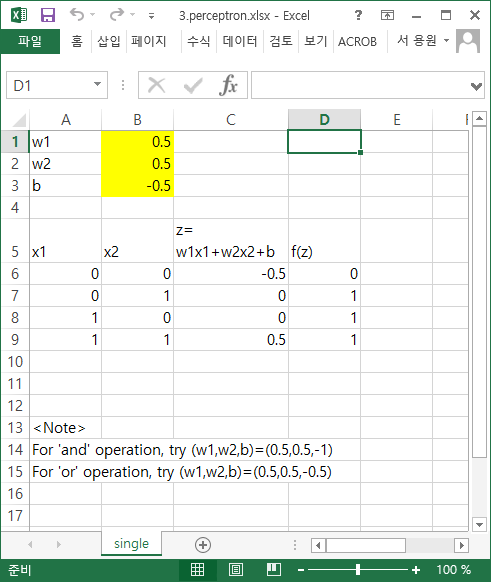 3.perceptron.xlsx - Excel
파일 홈 삽입 페이지 수식 데이터 검토 보기 ACROB 서 용원
D1
fx
A B C D E F
1 w1 0.5
2 w2 0.5
3 b -0.5
4
z=
5 x1 x2 w1x1+w2x2+b f(z)
6 0 0 -0.5 0
7 0 1 0 1
8 1 0 0 1
9 1 1 0.5 1
10
11
12
13 <Note>
14 For 'and' operation, try (w1,w2,b)=(0.5,0.5,-1)
15 For 'or' operation, try (w1,w2,b)=(0.5,0.5,-0.5)
16
17
single
준비 100 %